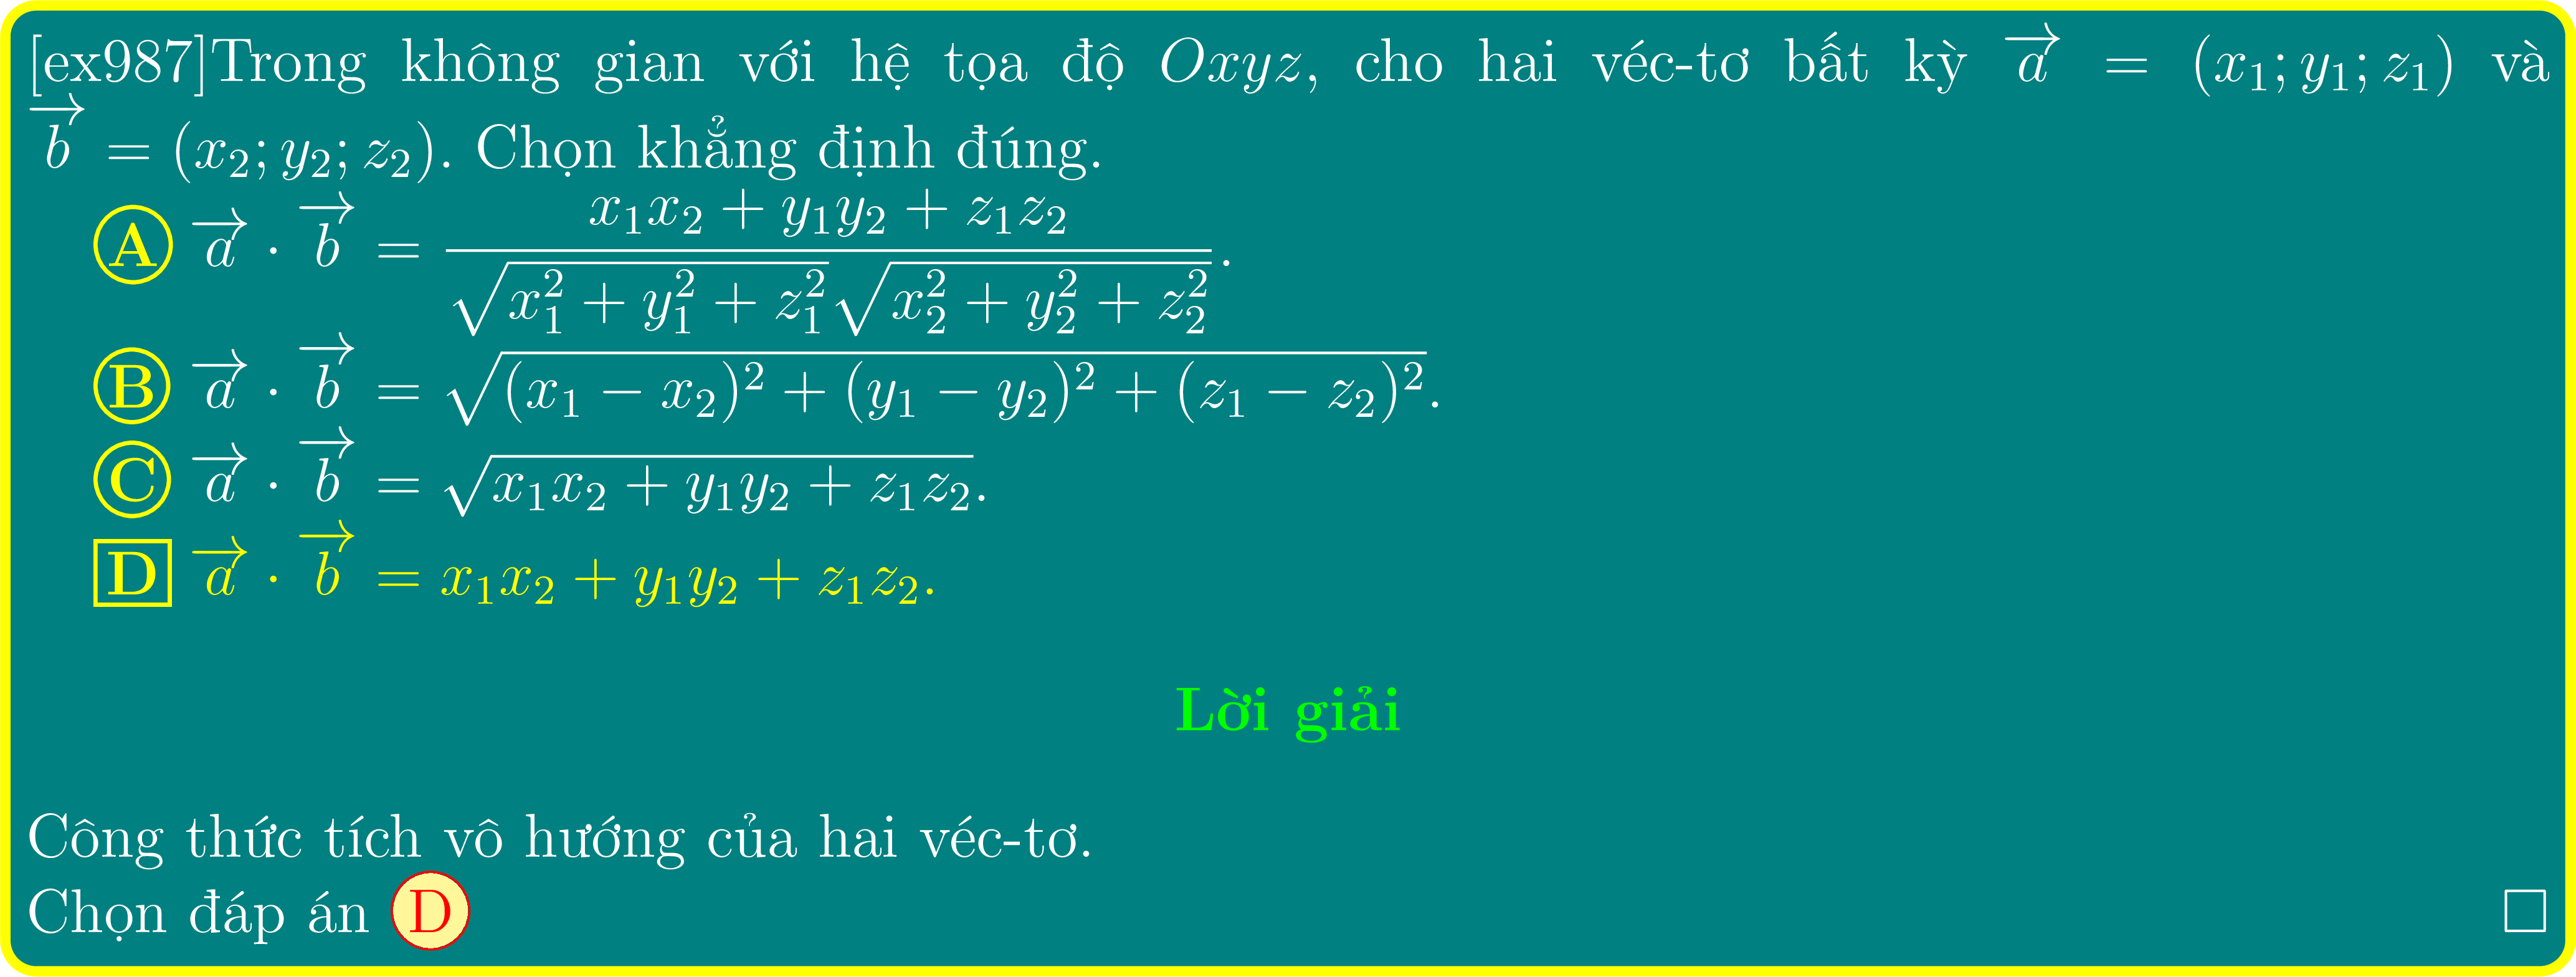 [ex987]Trong không gian với hệ tọa độ $Oxyz$, cho hai véc-tơ bất kỳ $\overrightarrow{a} = (x_1; y_1; z_1)$ và
$\overrightarrow{b} = (x_2; y_2; z_2)$. Chọn khẳng định đúng.
A $\overrightarrow{a} \cdot \overrightarrow{b} = \dfrac{x_1x_2 + y_1y_2 + z_1z_2}{\sqrt{x_1^2 + y_1^2 + z_1^2}\sqrt{x_2^2 + y_2^2 + z_2^2}}$.
B $\overrightarrow{a} \cdot \overrightarrow{b} = \sqrt{(x_1 - x_2)^2 + (y_1 - y_2)^2 + (z_1 - z_2)^2}$.
C $\overrightarrow{a} \cdot \overrightarrow{b} = \sqrt{x_1x_2 + y_1y_2 + z_1z_2}$.
D $\overrightarrow{a} \cdot \overrightarrow{b} = x_1x_2 + y_1y_2 + z_1z_2$.
Lời giải
Công thức tích vô hướng của hai véc-tơ.
Chọn đáp án D □